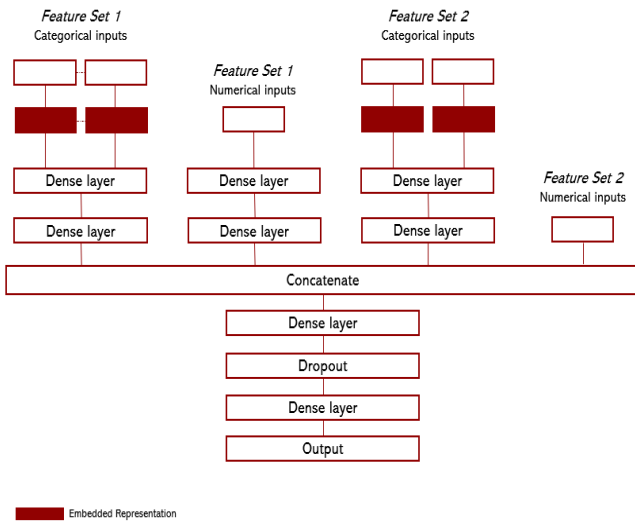 Feature Set 1
Categorical inputs
Feature Set 1
Numerical inputs
Feature Set 2
Categorical inputs
Feature Set 2
Numerical inputs
Dense layer
Dense layer
Dense layer
Dense layer
Dense layer
Dense layer
Concatenate
Dense layer
Dropout
Dense layer
Output
Embedded Representation